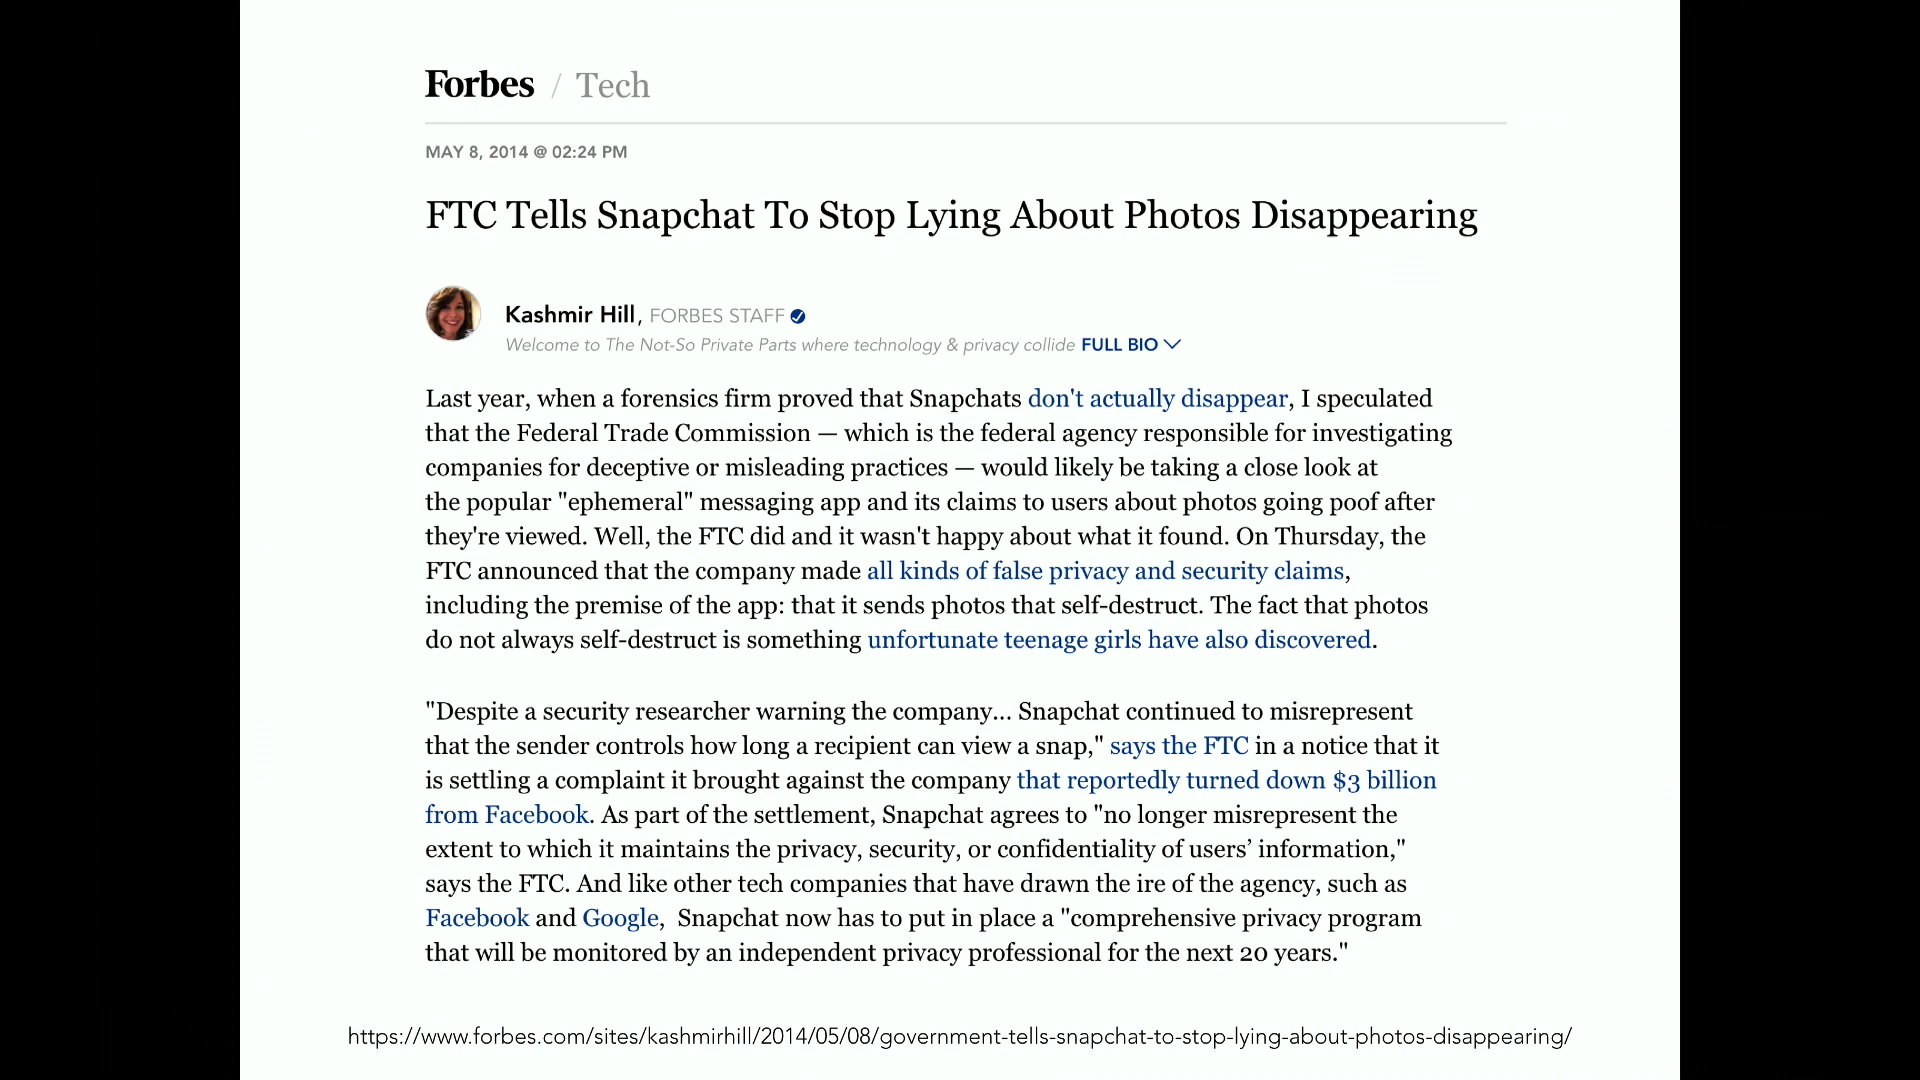 Forbes / Tech
MAY 8, 2014 @ 02:24 PM
FTC Tells Snapchat To Stop Lying About Photos Disappearing
Kashmir Hill, FORBES STAFF
Welcome to The Not-So Private Parts where technology & privacy collide FULL BIO
Last year, when a forensics firm proved that Snapchats don't actually disappear, I speculated
that the Federal Trade Commission — which is the federal agency responsible for investigating
companies for deceptive or misleading practices — would likely be taking a close look at
the popular "ephemeral" messaging app and its claims to users about photos going poof after
they're viewed. Well, the FTC did and it wasn't happy about what it found. On Thursday, the
FTC announced that the company made all kinds of false privacy and security claims,
including the premise of the app: that it sends photos that self-destruct. The fact that photos
do not always self-destruct is something unfortunate teenage girls have also discovered.
"Despite a security researcher warning the company... Snapchat continued to misrepresent
that the sender controls how long a recipient can view a snap," says the FTC in a notice that it
is settling a complaint it brought against the company that reportedly turned down $3 billion
from Facebook. As part of the settlement, Snapchat agrees to "no longer misrepresent the
extent to which it maintains the privacy, security, or confidentiality of users’ information,"
says the FTC. And like other tech companies that have drawn the ire of the agency, such as
Facebook and Google,  Snapchat now has to put in place a "comprehensive privacy program
that will be monitored by an independent privacy professional for the next 20 years."
https://www.forbes.com/sites/kashmirhill/2014/05/08/government-tells-snapchat-to-stop-lying-about-photos-disappearing/